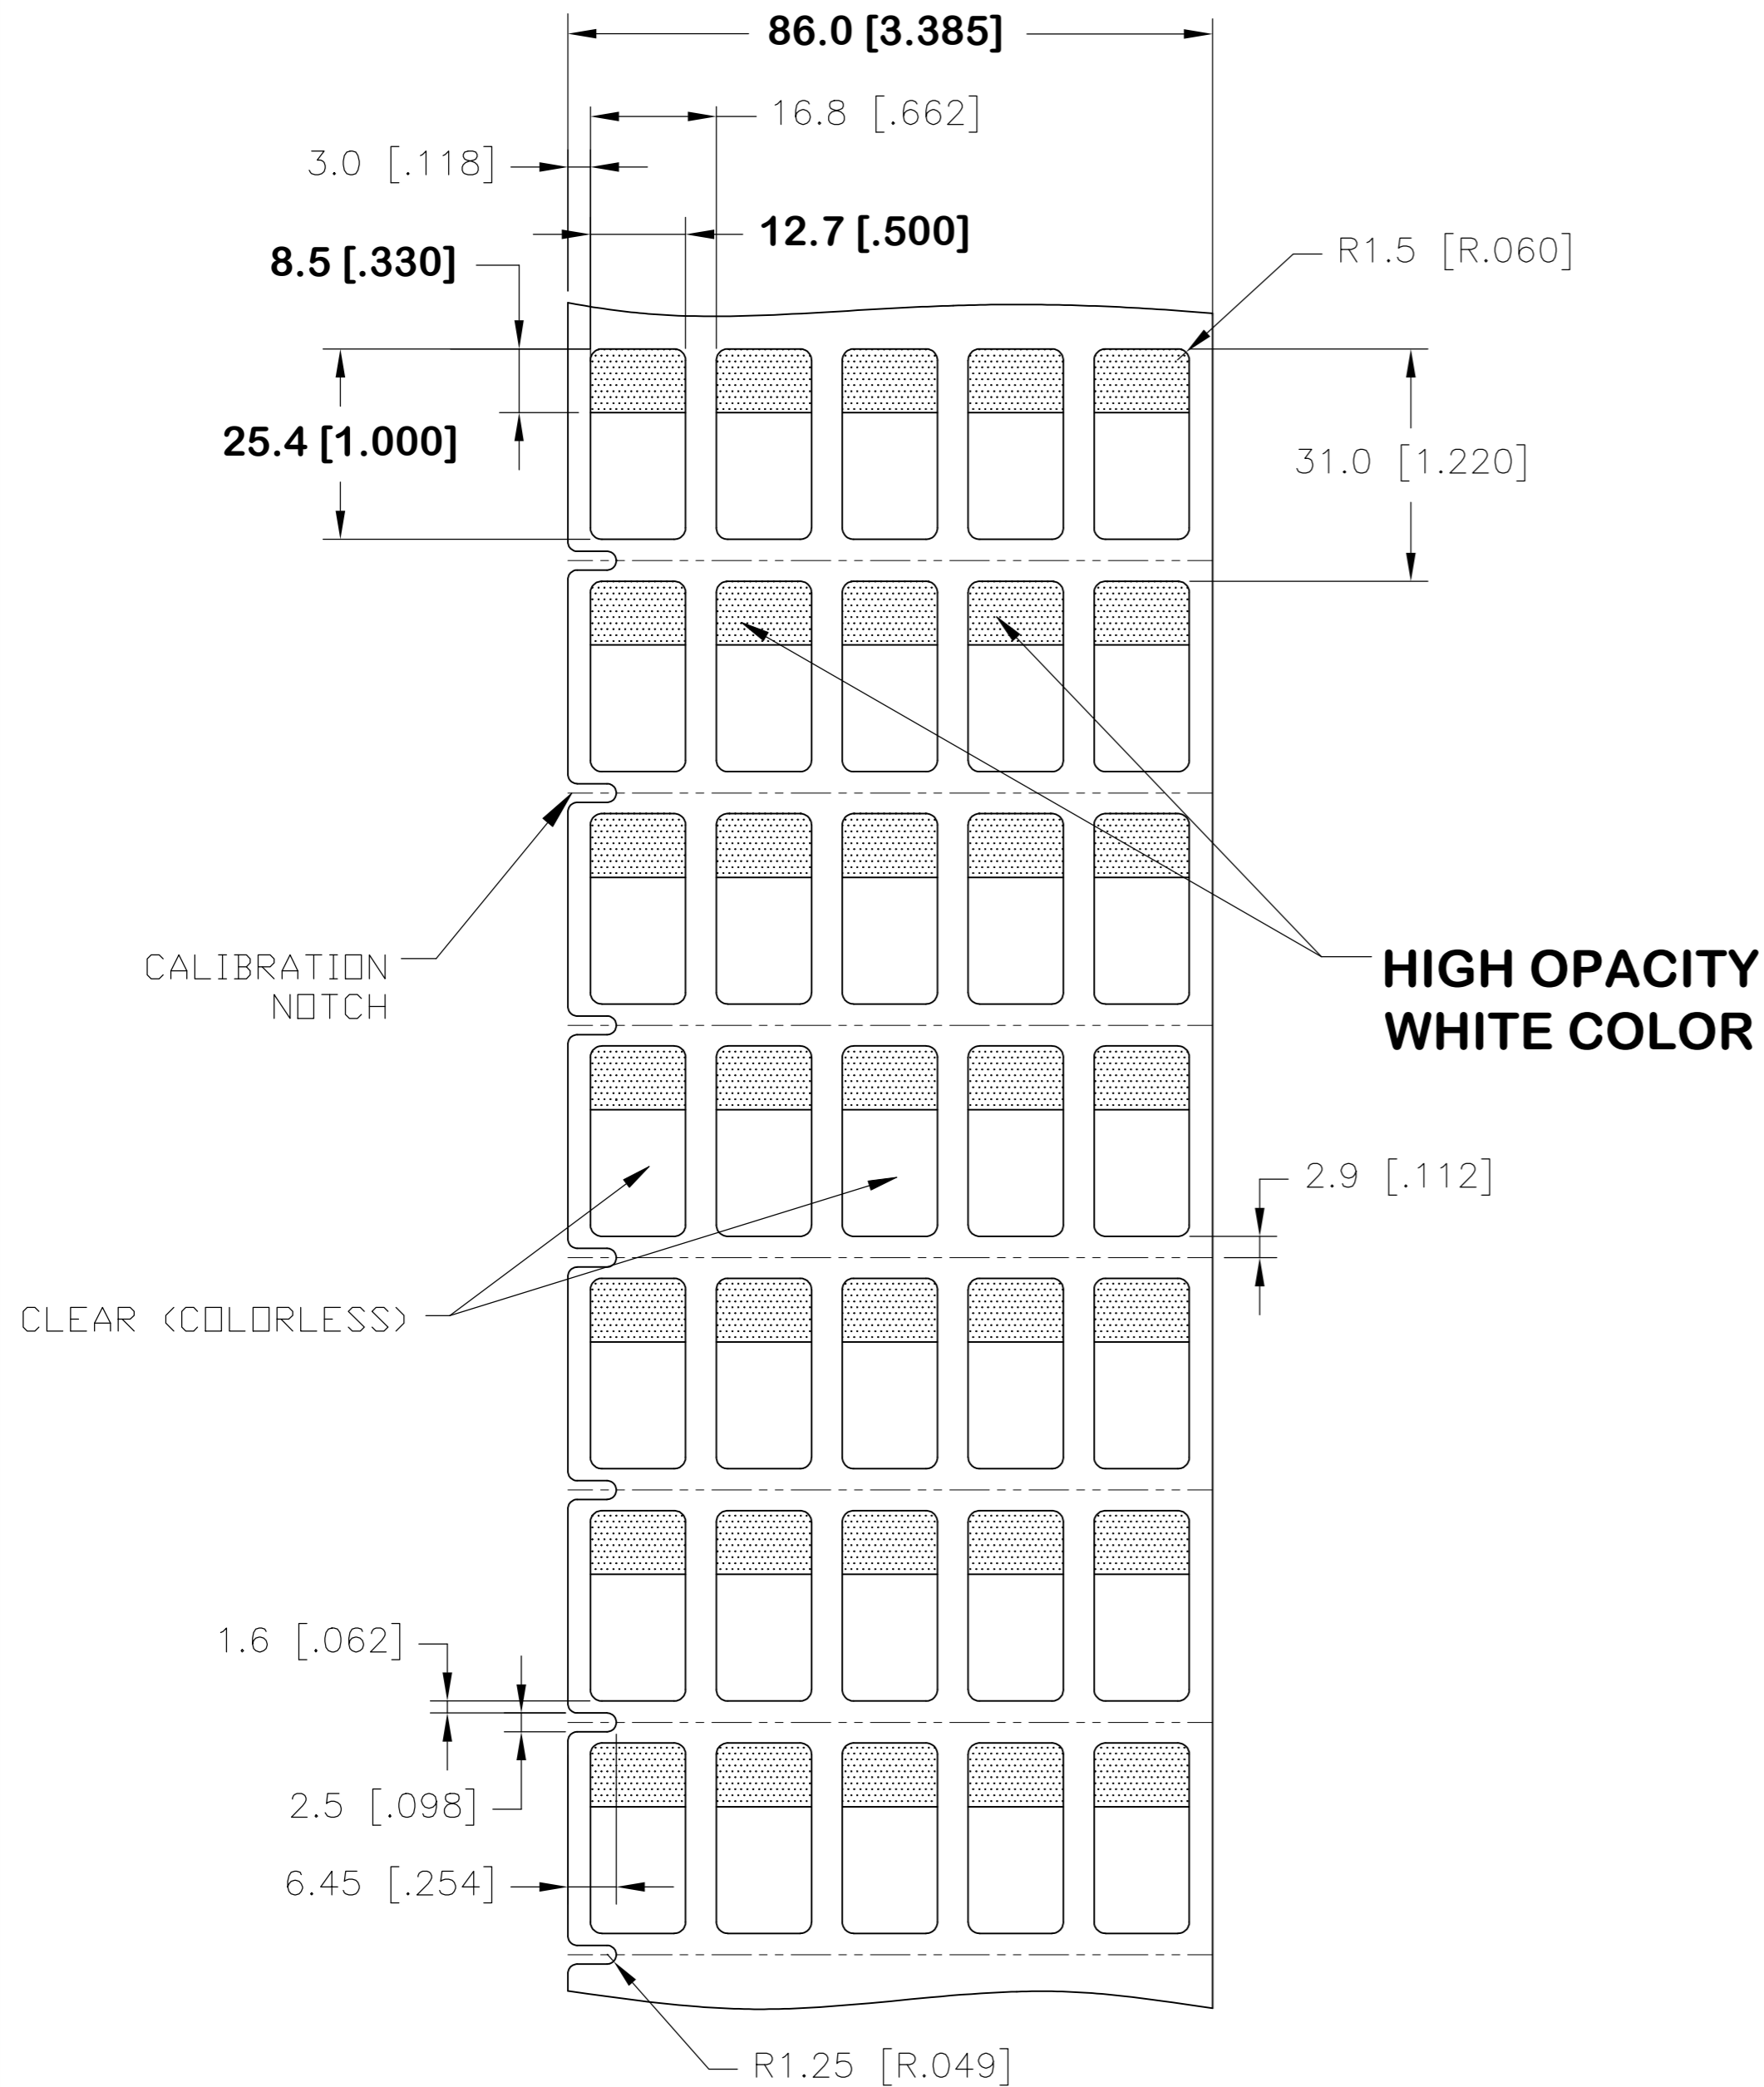 86.0 [3.385]
16.8 [.662]
3.0 [.118]
12.7 [.500]
8.5 [.330]
R1.5 [R.060]
25.4 [1.000]
31.0 [1.220]
CALIBRATION
NOTCH
HIGH OPACITY
WHITE COLOR
2.9 [.112]
CLEAR (COLORLESS)
1.6 [.062]
2.5 [.098]
6.45 [.254]
R1.25 [R.049]